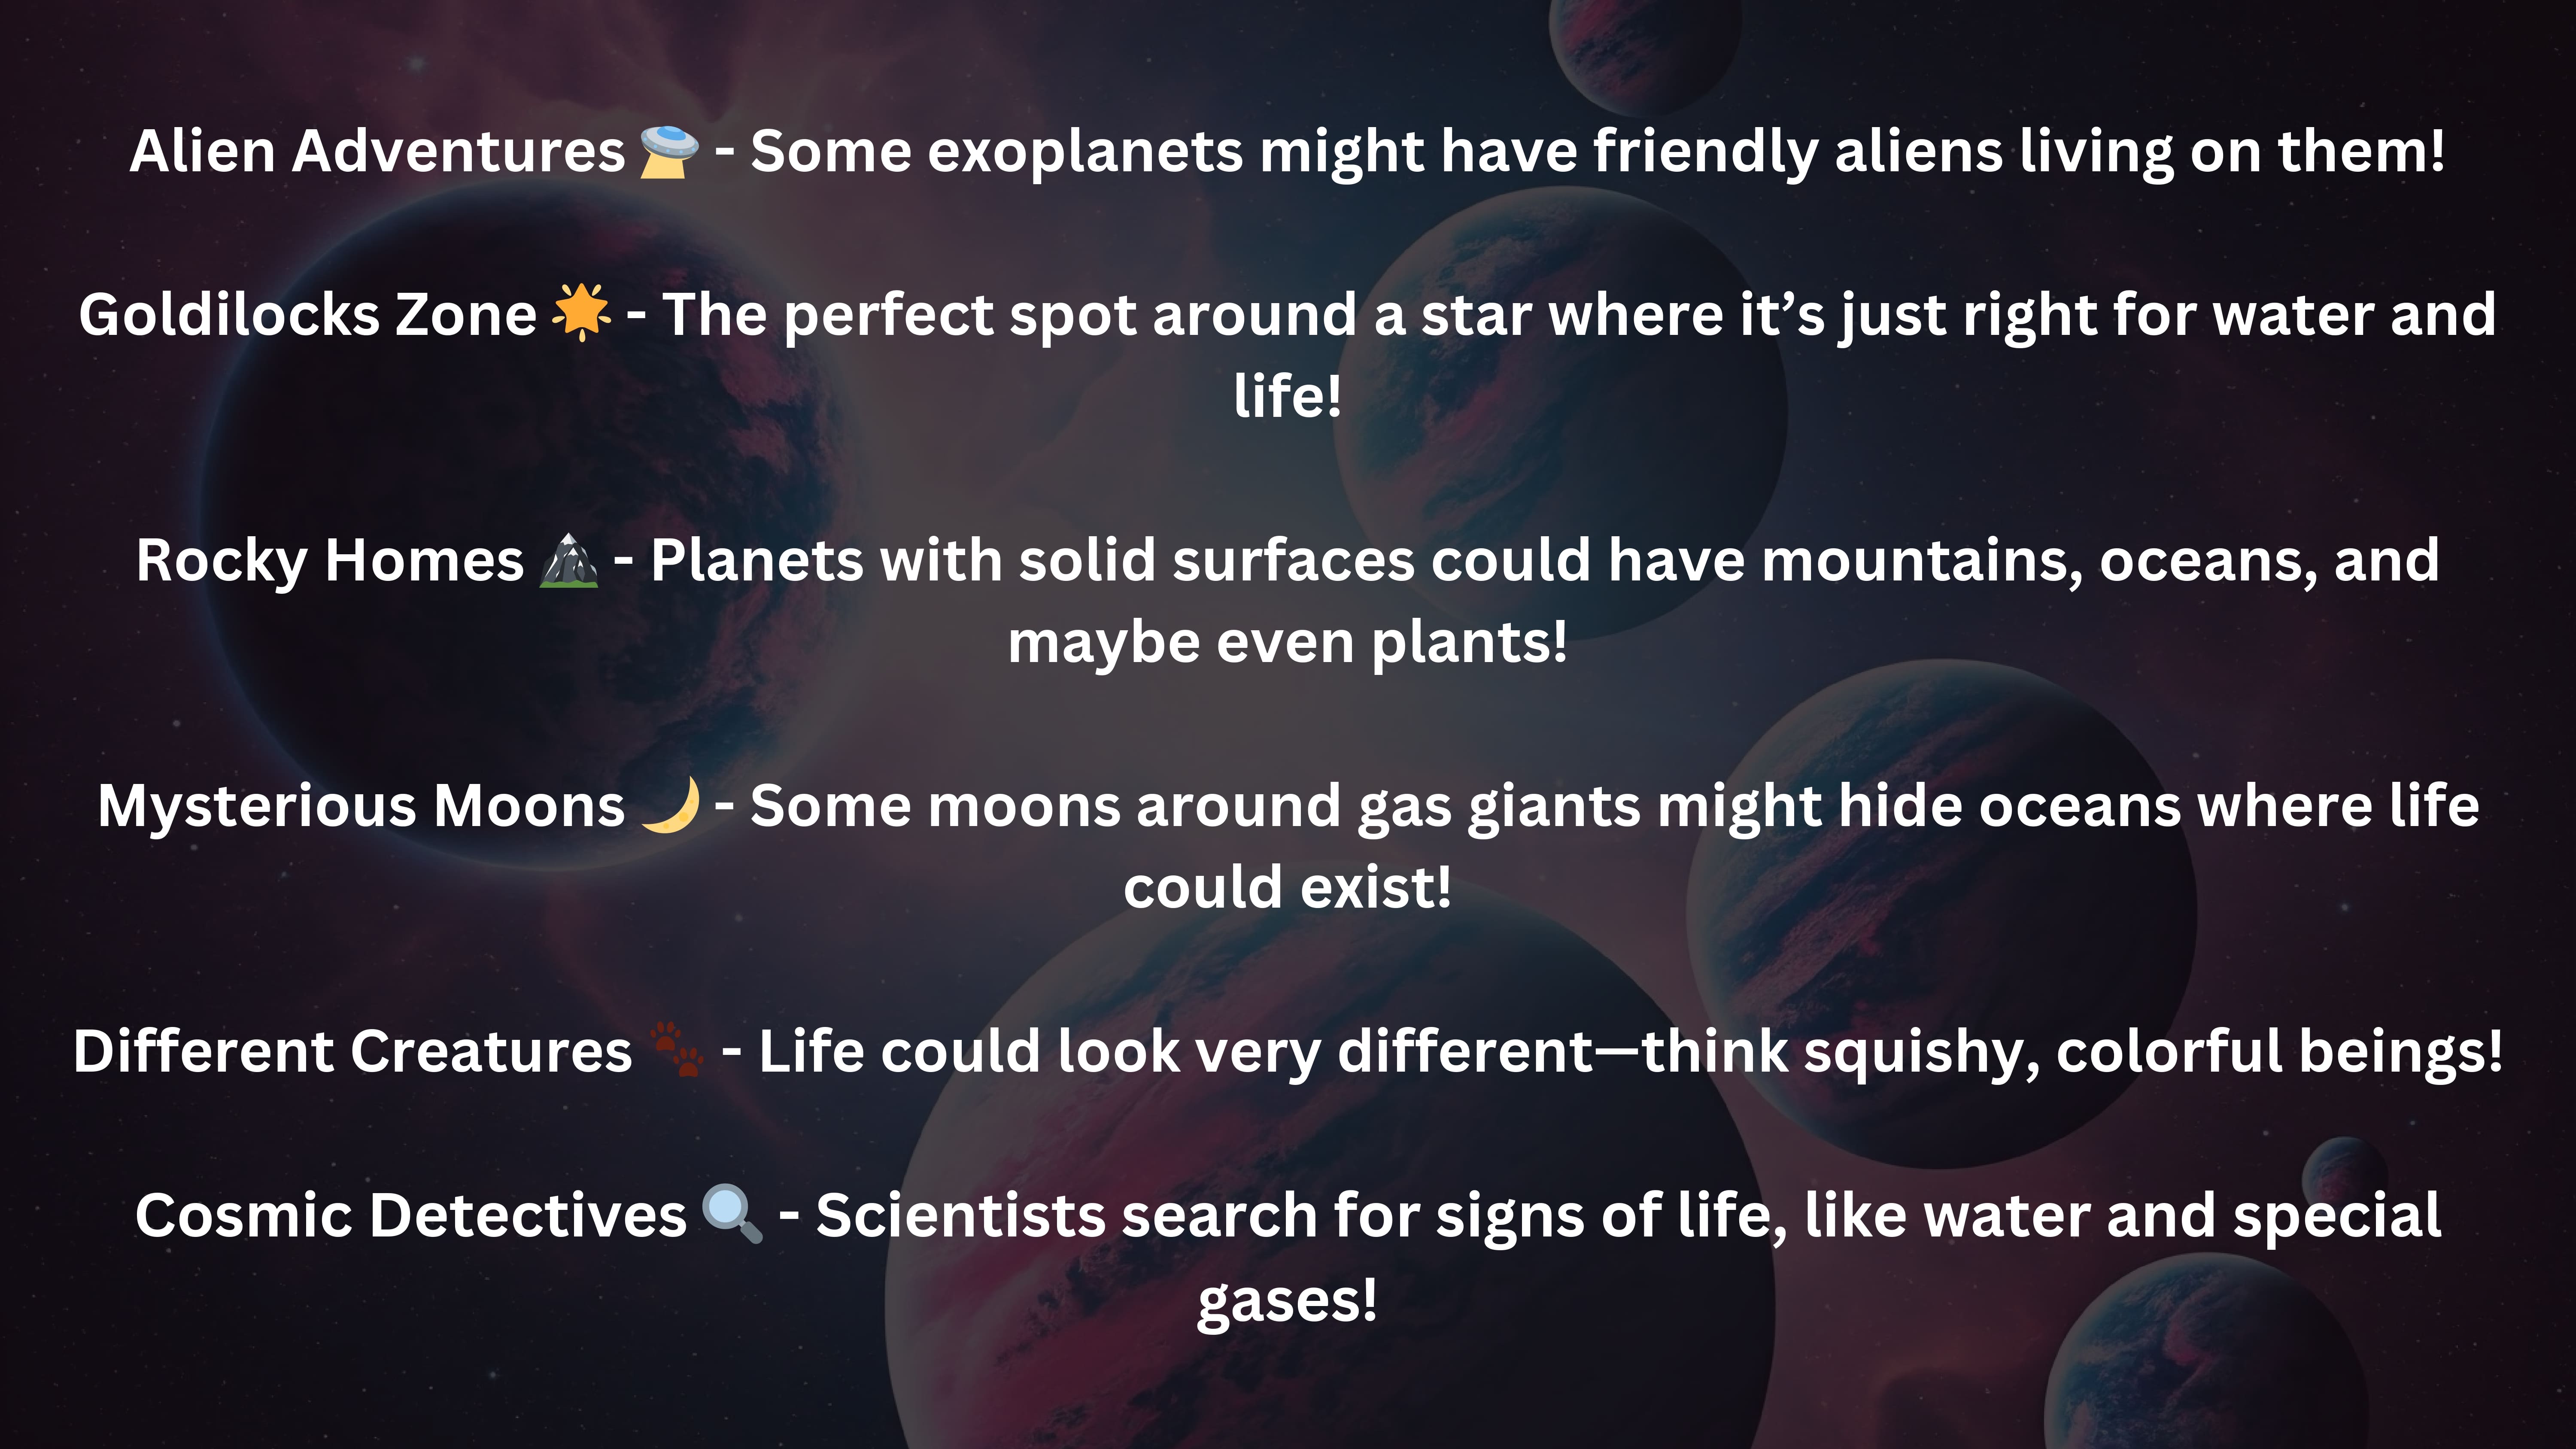 Alien Adventures 🛸 - Some exoplanets might have friendly aliens living on them!
Goldilocks Zone 🌟 - The perfect spot around a star where it’s just right for water and
life!
Rocky Homes ⛰️ - Planets with solid surfaces could have mountains, oceans, and
maybe even plants!
Mysterious Moons 🌙 - Some moons around gas giants might hide oceans where life
could exist!
Different Creatures 🐾 - Life could look very different—think squishy, colorful beings!
Cosmic Detectives 🔍 - Scientists search for signs of life, like water and special
gases!